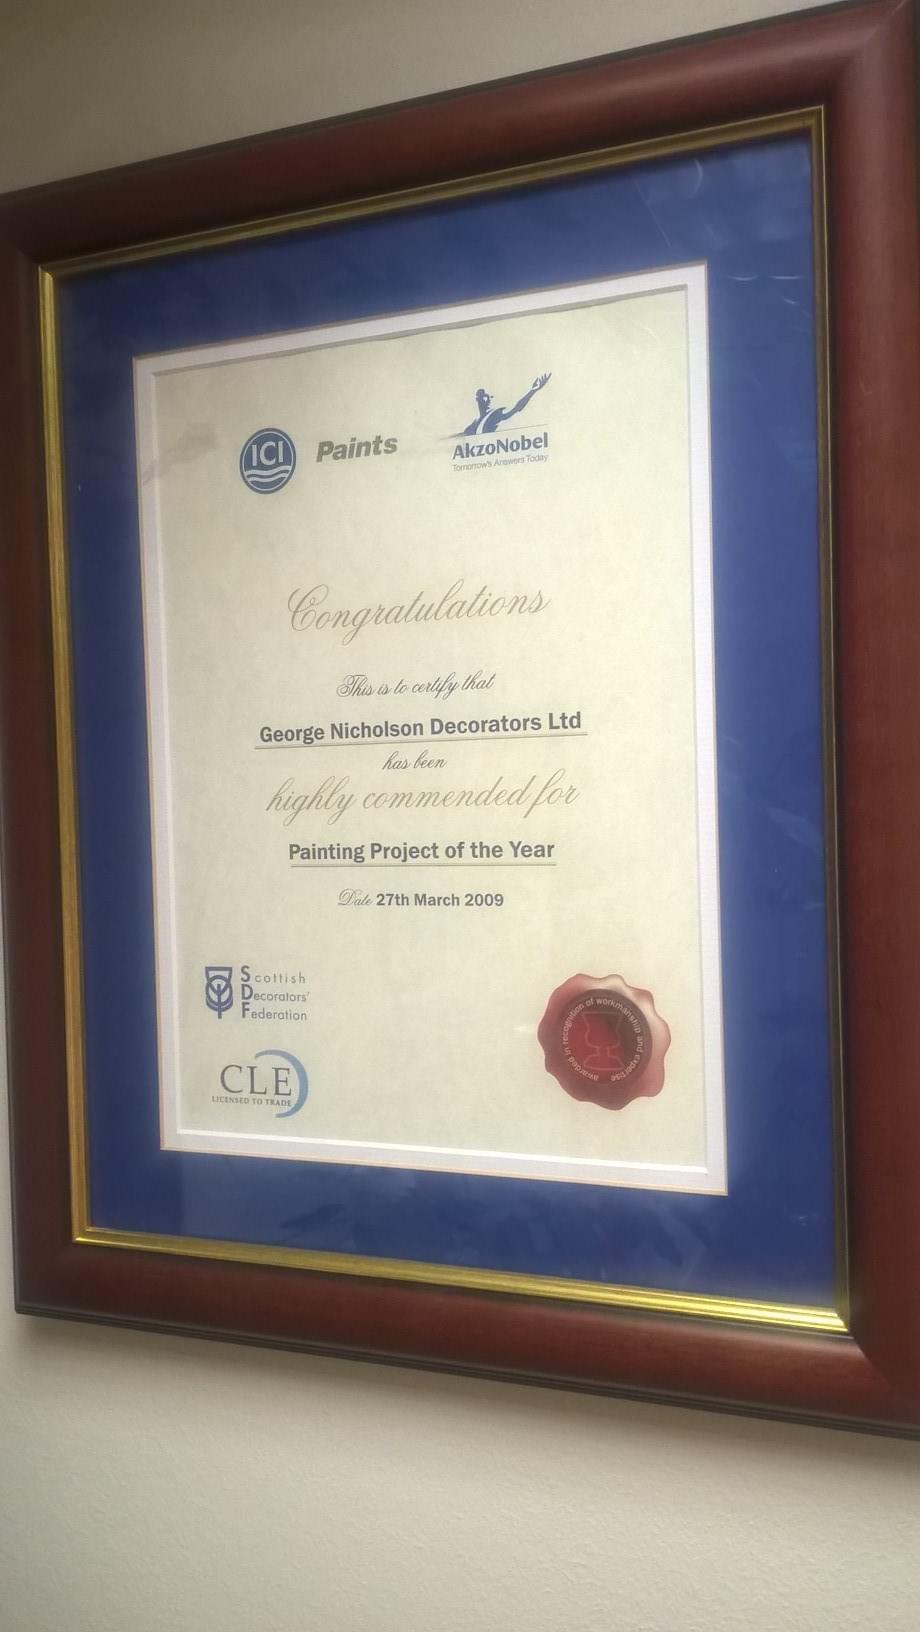 ICI Paints
AkzoNobel
Tomorrow's Answers Today
Congratulations
This is to certify that
George Nicholson Decorators Ltd
has been
highly commended for
Painting Project of the Year
Date 27th March 2009
Scottish
Decorators'
Federation
CLE
LICENSED TO TRADE
awarded in recognition of workmanship and expertise